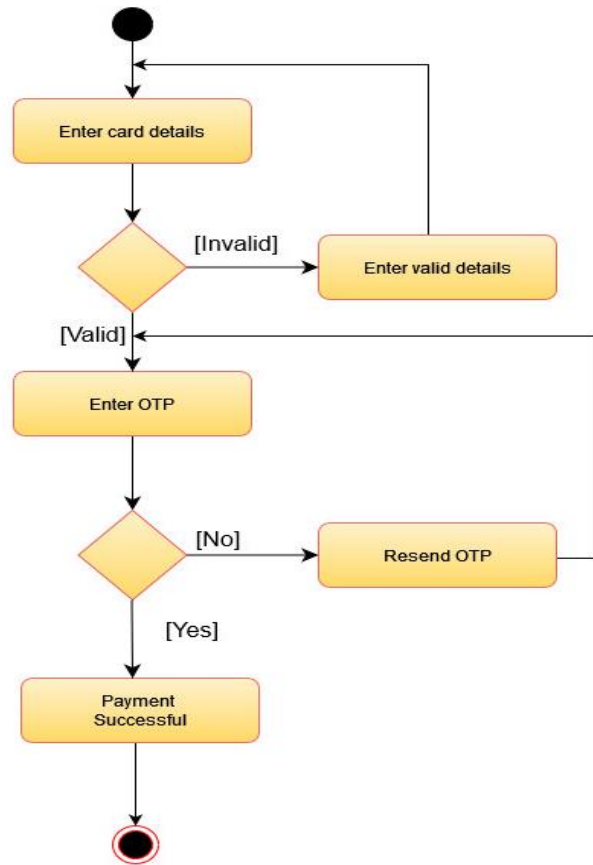 Enter card details
[Invalid]
Enter valid details
[Valid]
Enter OTP
[No]
Resend OTP
[Yes]
Payment
Successful